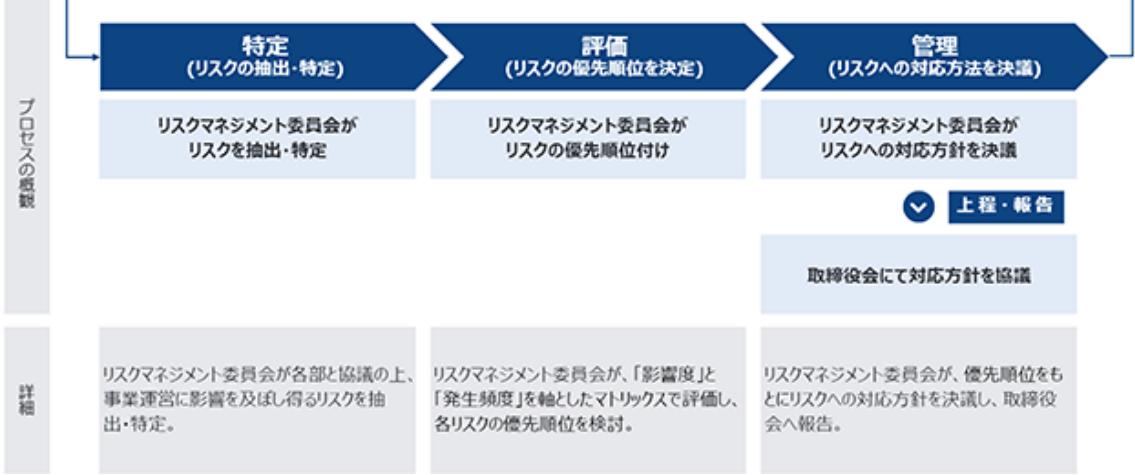 特定
(リスクの抽出・特定)
評価
(リスクの優先順位を決定)
管理
(リスクへの対応方法を決議)
プロセスの概観
リスクマネジメント委員会が
リスクを抽出・特定
リスクマネジメント委員会が
リスクの優先順位付け
リスクマネジメント委員会が
リスクへの対応方針を決議
上程・報告
取締役会にて対応方針を協議
詳細
リスクマネジメント委員会が各部と協議の上、
事業運営に影響を及ぼし得るリスクを抽
出・特定。
リスクマネジメント委員会が、「影響度」と
「発生頻度」を軸としたマトリックスで評価し、
各リスクの優先順位を検討。
リスクマネジメント委員会が、優先順位をも
とにリスクへの対応方針を決議し、取締役
会へ報告。